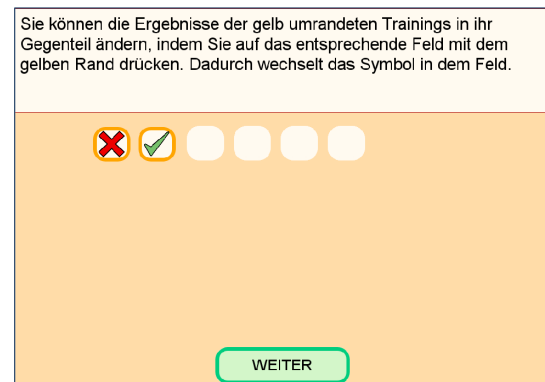 Sie können die Ergebnisse der gelb umrandeten Trainings in ihr
Gegenteil ändern, indem Sie auf das entsprechende Feld mit dem
gelben Rand drücken. Dadurch wechselt das Symbol in dem Feld.
WEITER